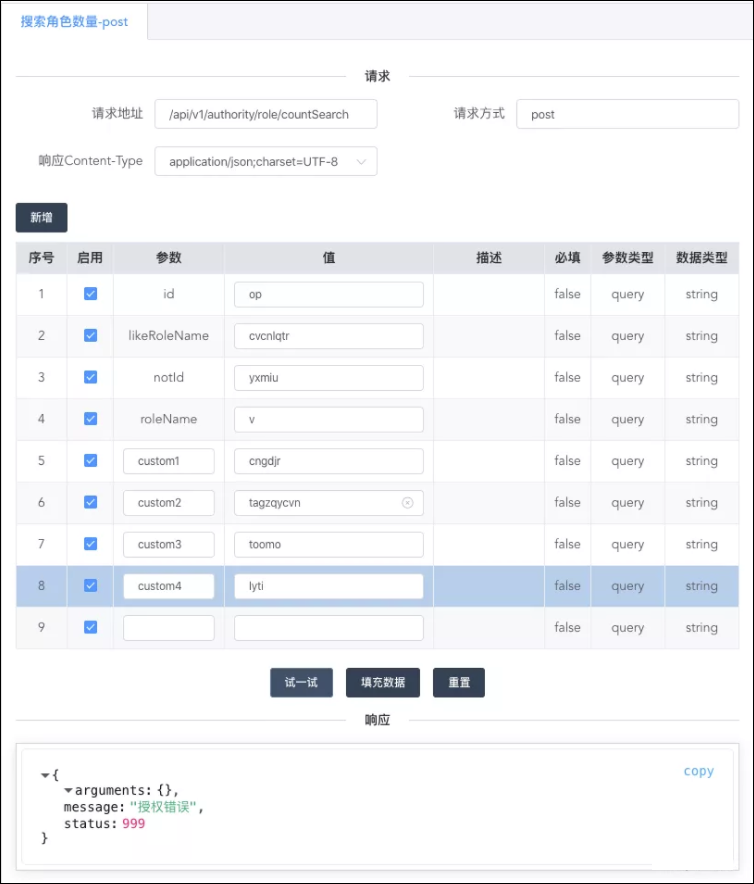 搜索角色数量-post
请求
请求地址 /api/v1/authority/role/countSearch 请求方式 post
响应Content-Type application/json;charset=UTF-8
新增
序号 启用 参数 值 描述 必填 参数类型 数据类型
1 id op false query string
2 likeRoleName cvcnlqtr false query string
3 notId yxmiu false query string
4 roleName v false query string
5 custom1 cngdjr false query string
6 custom2 tagzqycvn false query string
7 custom3 toomo false query string
8 custom4 lyti false query string
9 false query string
试一试 填充数据 重置
响应
copy
{
arguments: {},
message: "授权错误",
status: 999
}